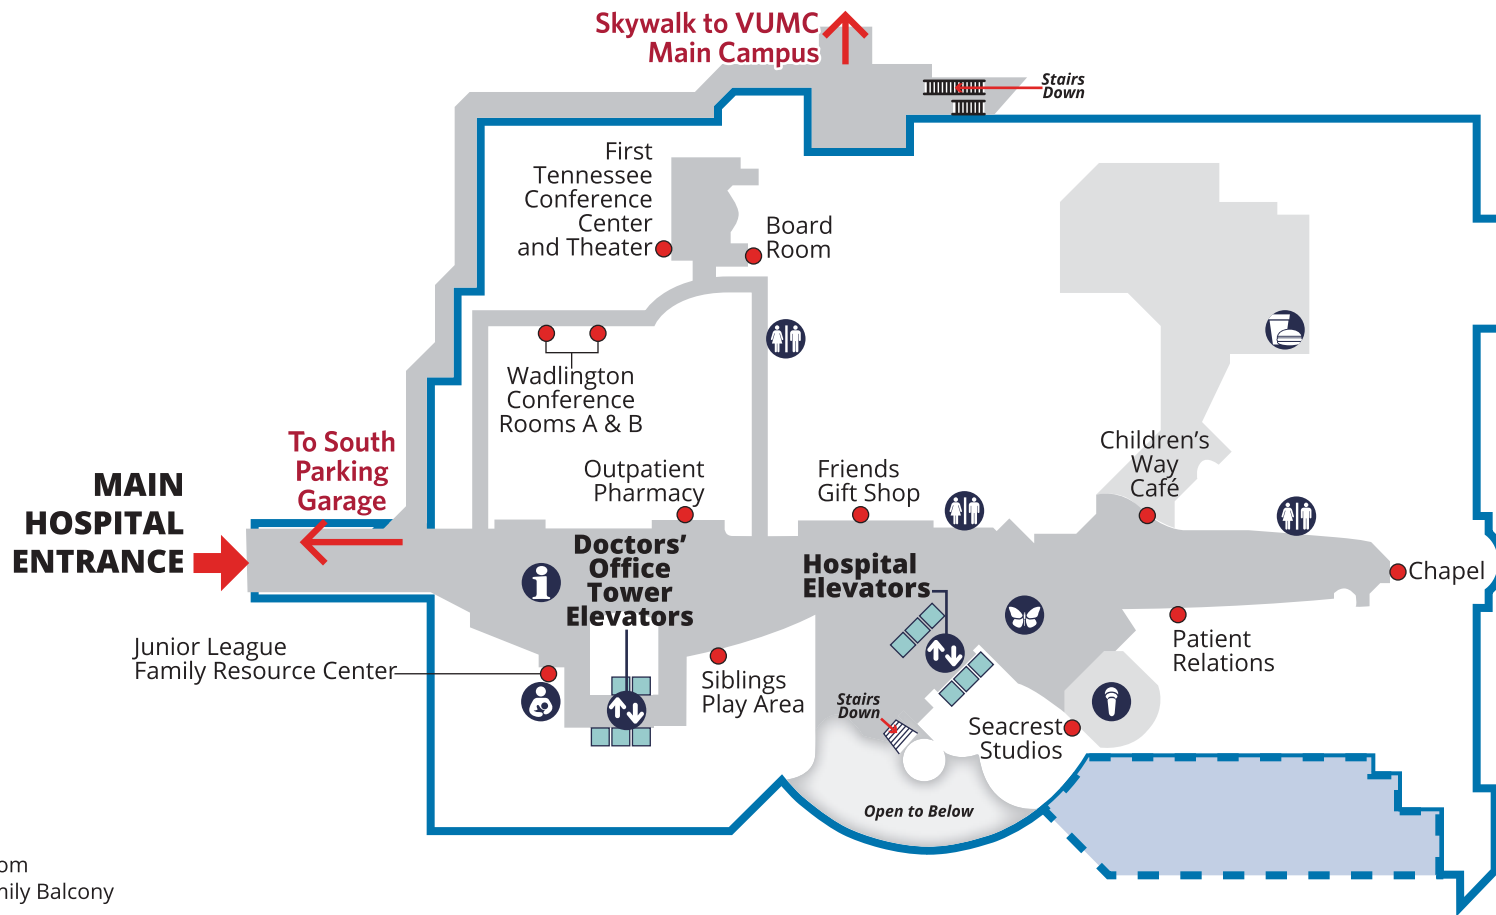 Skywalk to VUMC
Main Campus
Stairs
Down
First
Tennessee
Conference
Center
and Theater
Board
Room
Wadlington
Conference
Rooms A & B
To South
Parking
Garage
MAIN
HOSPITAL
ENTRANCE
Outpatient
Pharmacy
Friends
Gift Shop
Children's
Way
Café
Doctors'
Office
Tower
Elevators
Hospital
Elevators
Chapel
Junior League
Family Resource Center
Siblings
Play Area
Patient
Relations
Stairs
Down
Seacrest
Studios
Open to Below
om
nily Balcony